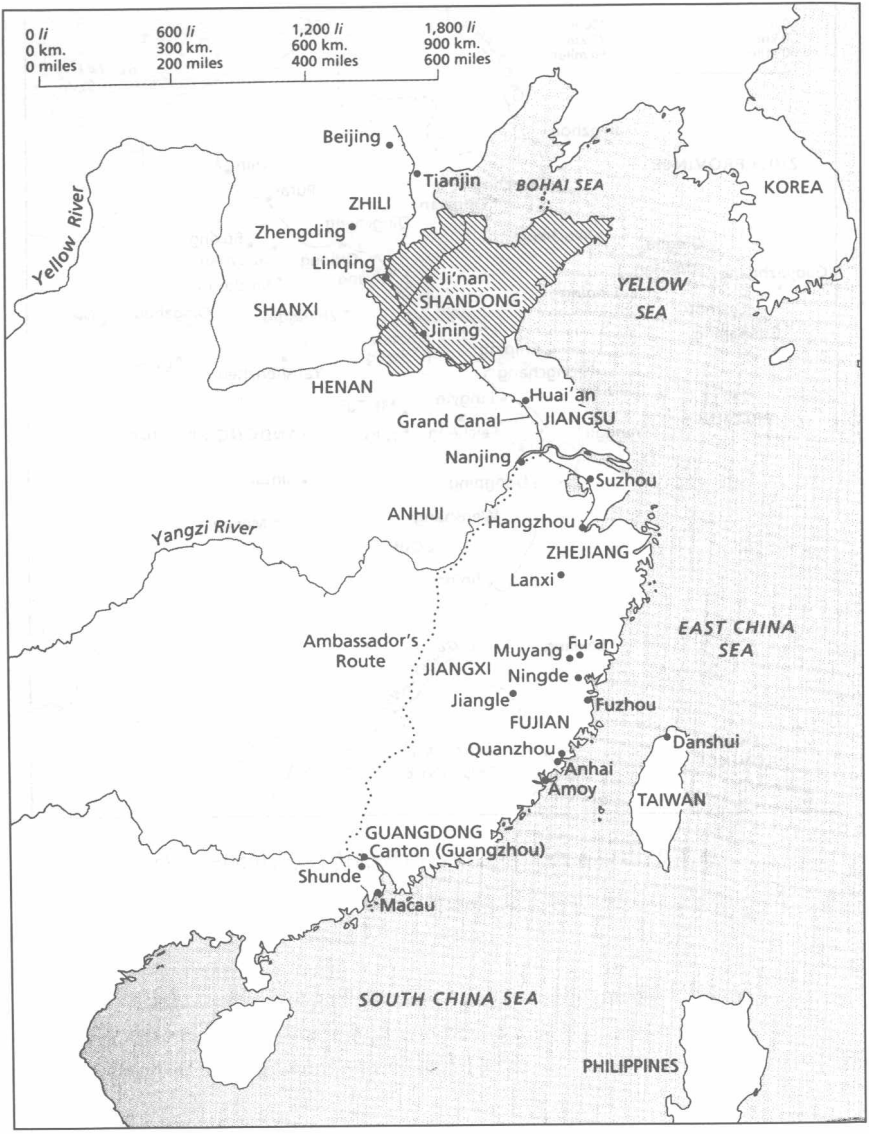 0 li 600 li 1,200 li 1,800 li
0 km. 300 km. 600 km. 900 km.
0 miles 200 miles 400 miles 600 miles
Beijing
Tianjin
BOHAI SEA
KOREA
ZHILI
Yellow River
Zhengding
Linqing
Ji'nan
YELLOW
SEA
SHANXI
SHANDONG
Jining
HENAN
Huai'an
Grand Canal
JIANGSU
Nanjing
Suzhou
ANHUI
Hangzhou
Yangzi River
ZHEJIANG
Lanxi
EAST CHINA
SEA
Ambassador's
Route
Muyang
Fu'an
JIANGXI
Ningde
Jiangle
Fuzhou
FUJIAN
Quanzhou
Danshui
Anhai
Amoy
TAIWAN
GUANGDONG
Canton (Guangzhou)
Shunde
Macau
SOUTH CHINA SEA
PHILIPPINES